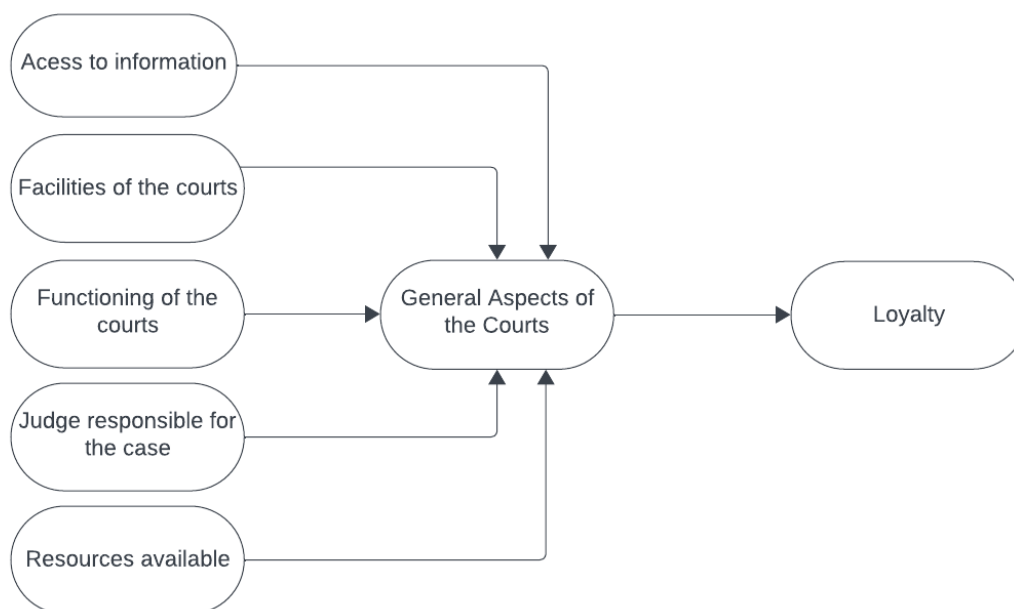 Acess to information
Facilities of the courts
Functioning of the
courts
Judge responsible for
the case
Resources available
General Aspects of
the Courts
Loyalty